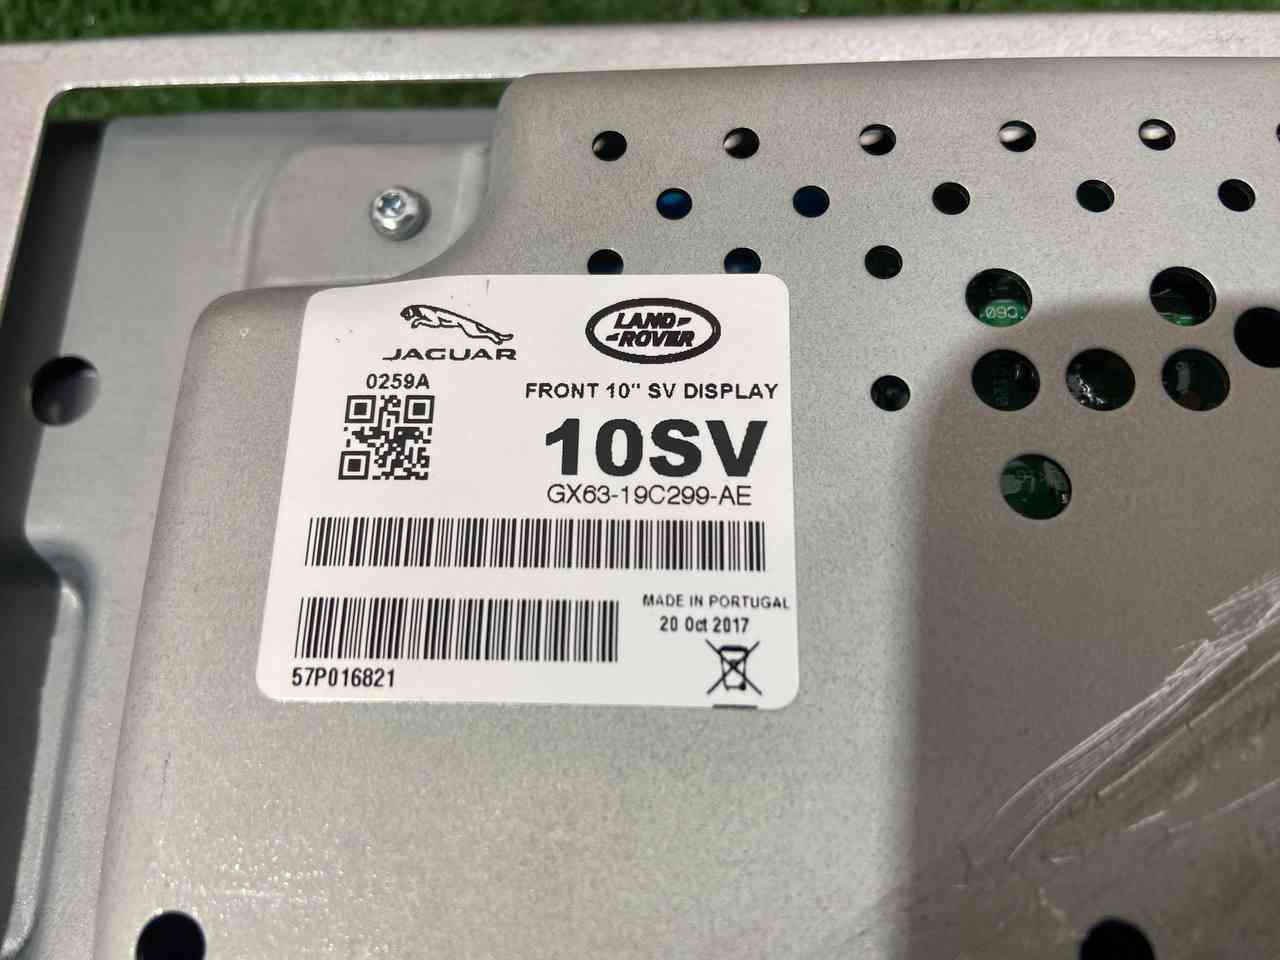 JAGUAR
LAND ROVER
0259A
FRONT 10" SV DISPLAY
10SV
GX63-19C299-AE
MADE IN PORTUGAL
20 Oct 2017
57P016821
C60